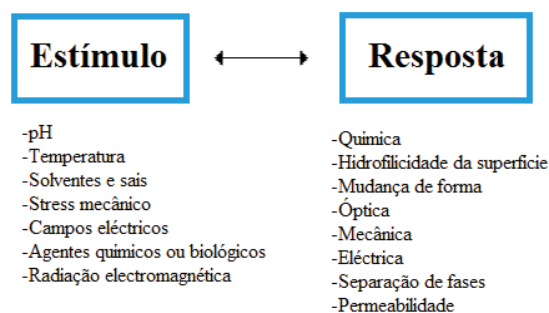 Estímulo
Resposta
-pH
-Temperatura
-Solventes e sais
-Stress mecânico
-Campos eléctricos
-Agentes químicos ou biológicos
-Radiação electromagnética
-Química
-Hidrofilicidade da superfície
-Mudança de forma
-Óptica
-Mecânica
-Eléctrica
-Separação de fases
-Permeabilidade